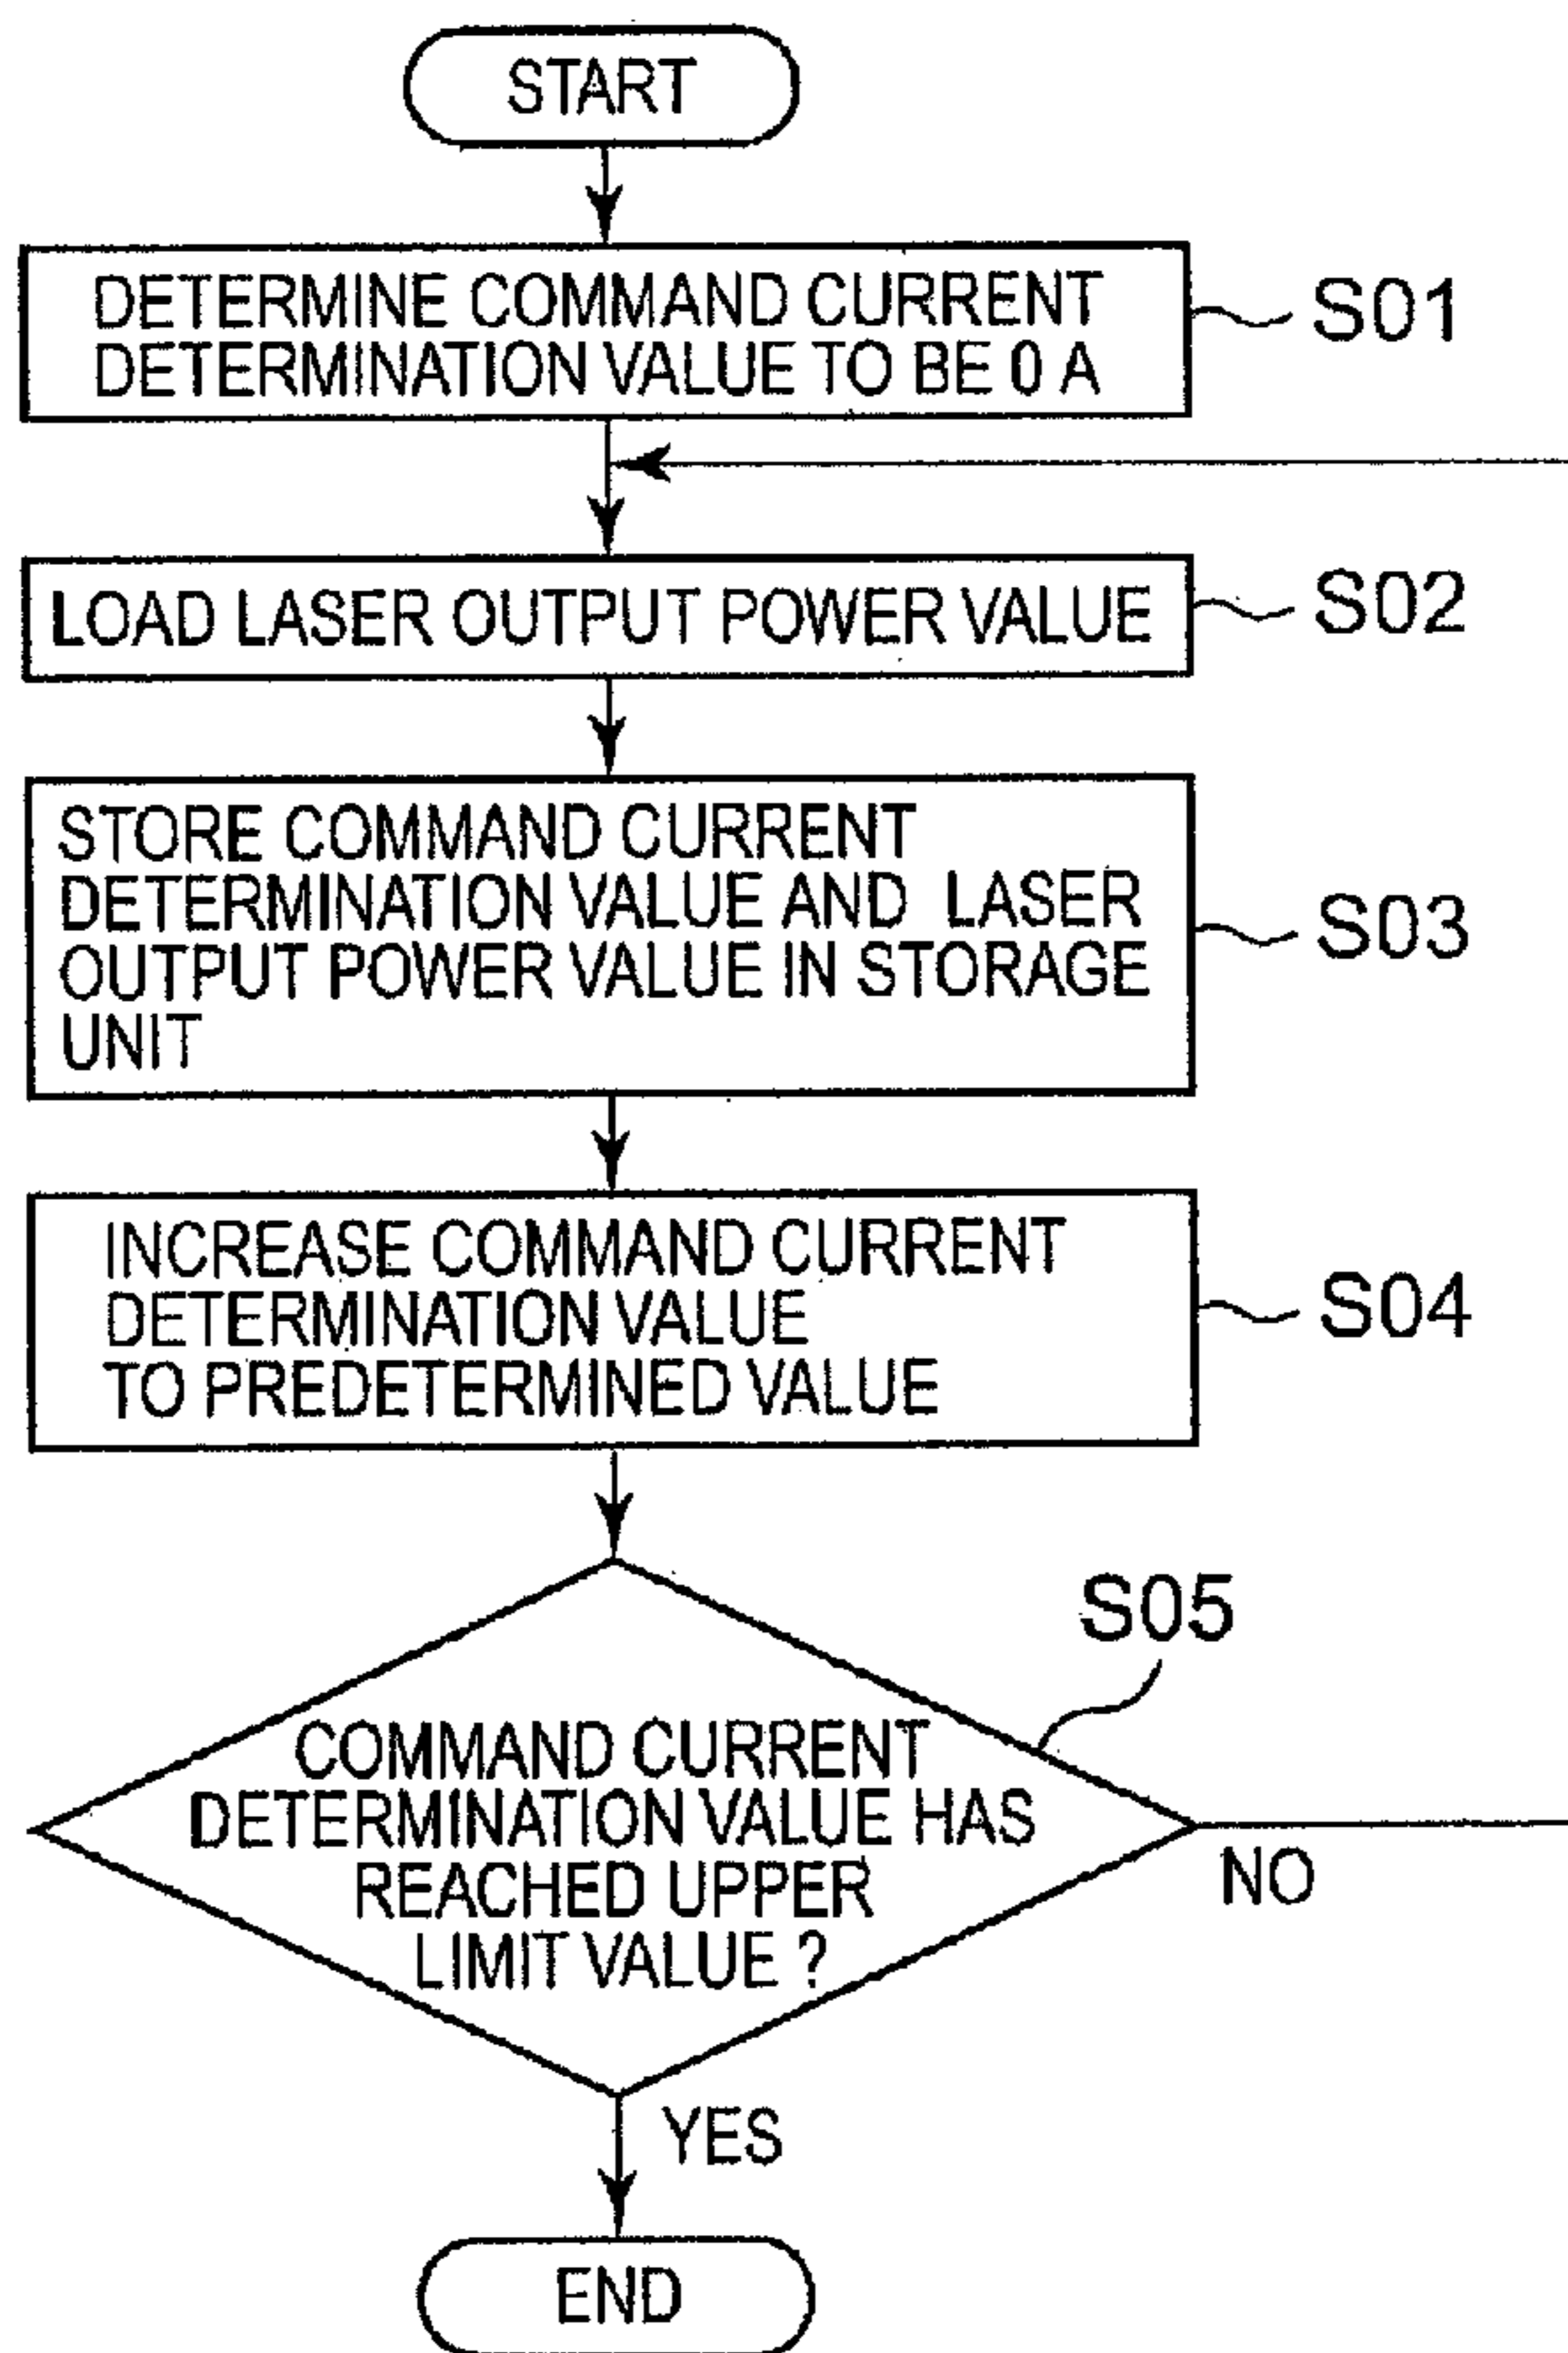 START
DETERMINE COMMAND CURRENT
DETERMINATION VALUE TO BE 0 A
S01
LOAD LASER OUTPUT POWER VALUE
S02
STORE COMMAND CURRENT
DETERMINATION VALUE AND LASER
OUTPUT POWER VALUE IN STORAGE
UNIT
S03
INCREASE COMMAND CURRENT
DETERMINATION VALUE
TO PREDETERMINED VALUE
S04
S05
COMMAND CURRENT
DETERMINATION VALUE HAS
REACHED UPPER
LIMIT VALUE ?
NO
YES
END